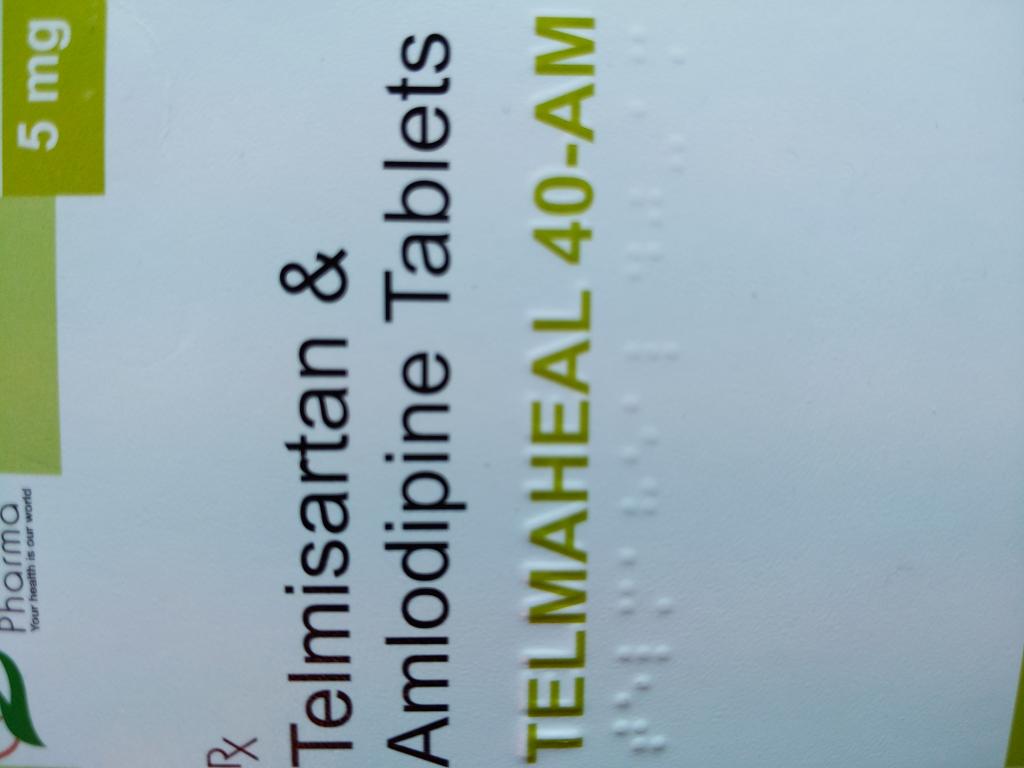 Pharma
Your health is our world
5 mg
Rx
Telmisartan &
Amlodipine Tablets
TELMAHEAL 40-AM